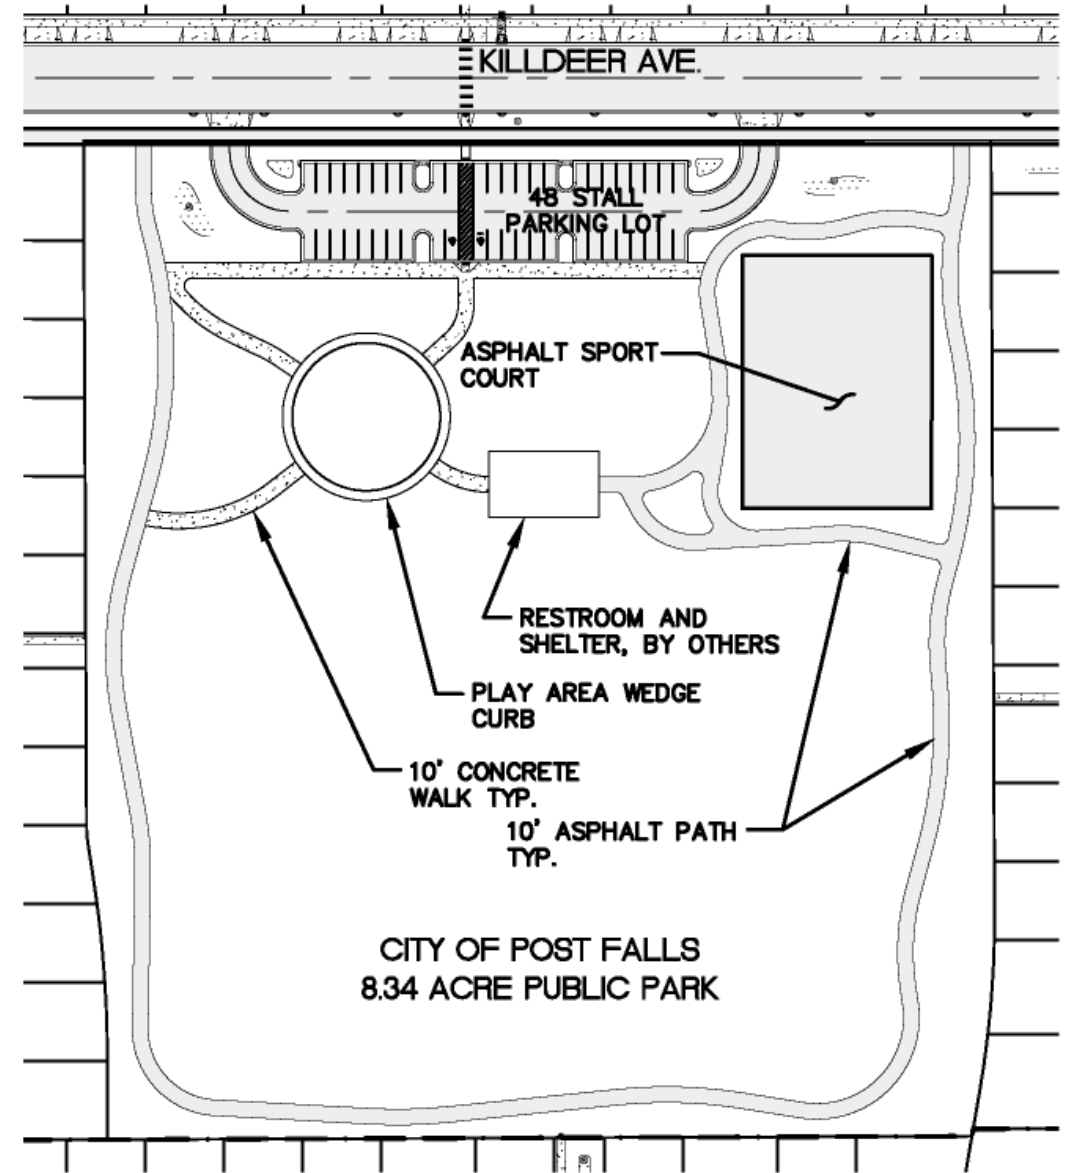 KILLDEER AVE.
48 STALL
PARKING LOT
ASPHALT SPORT
COURT
RESTROOM AND
SHELTER, BY OTHERS
PLAY AREA WEDGE
CURB
10' CONCRETE
WALK TYP.
10' ASPHALT PATH
TYP.
CITY OF POST FALLS
8.34 ACRE PUBLIC PARK